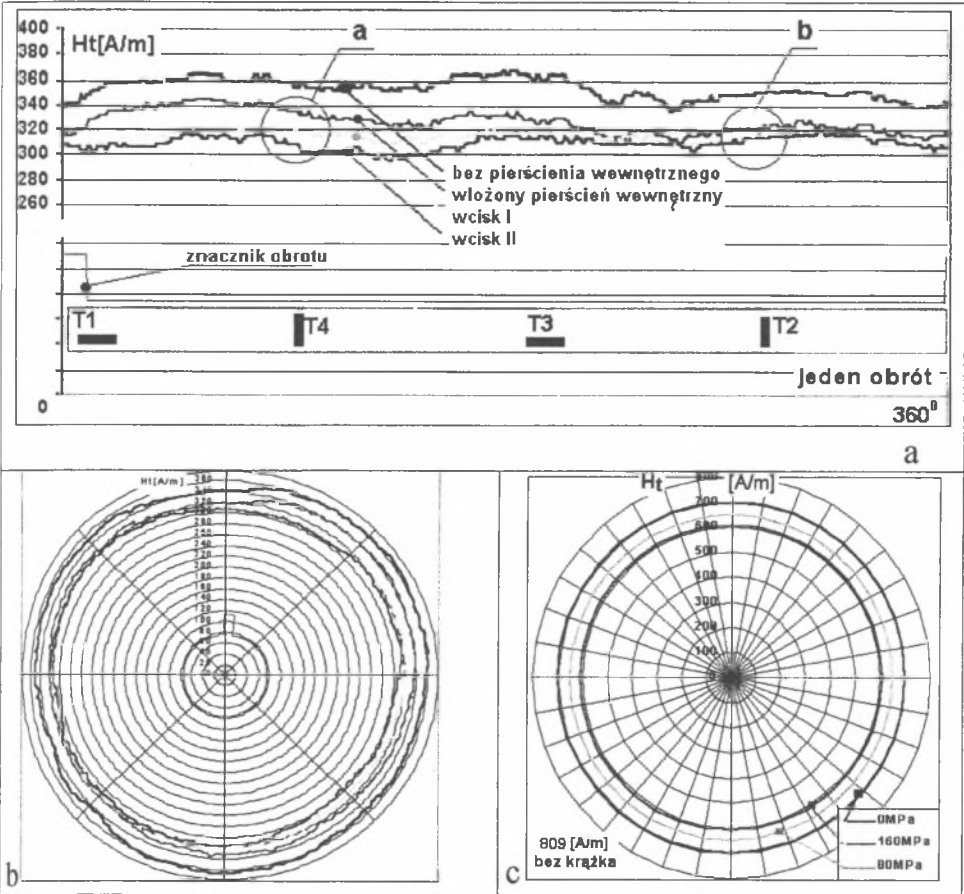 400
380
360
340
320
300
280
260
Ht[A/m]
a
b
bez pierścienia wewnętrznego
włożony pierścień wewnętrzny
wcisk I
wcisk II
znacznik obrotu
T1
T4
T3
T2
jeden obrót
0
360⁰
a
Ht[A/m]
b
Ht [A/m]
700
600
500
400
300
200
100
0
809 [A/m]
bez krążka
0MPa
160MPa
80MPa
c